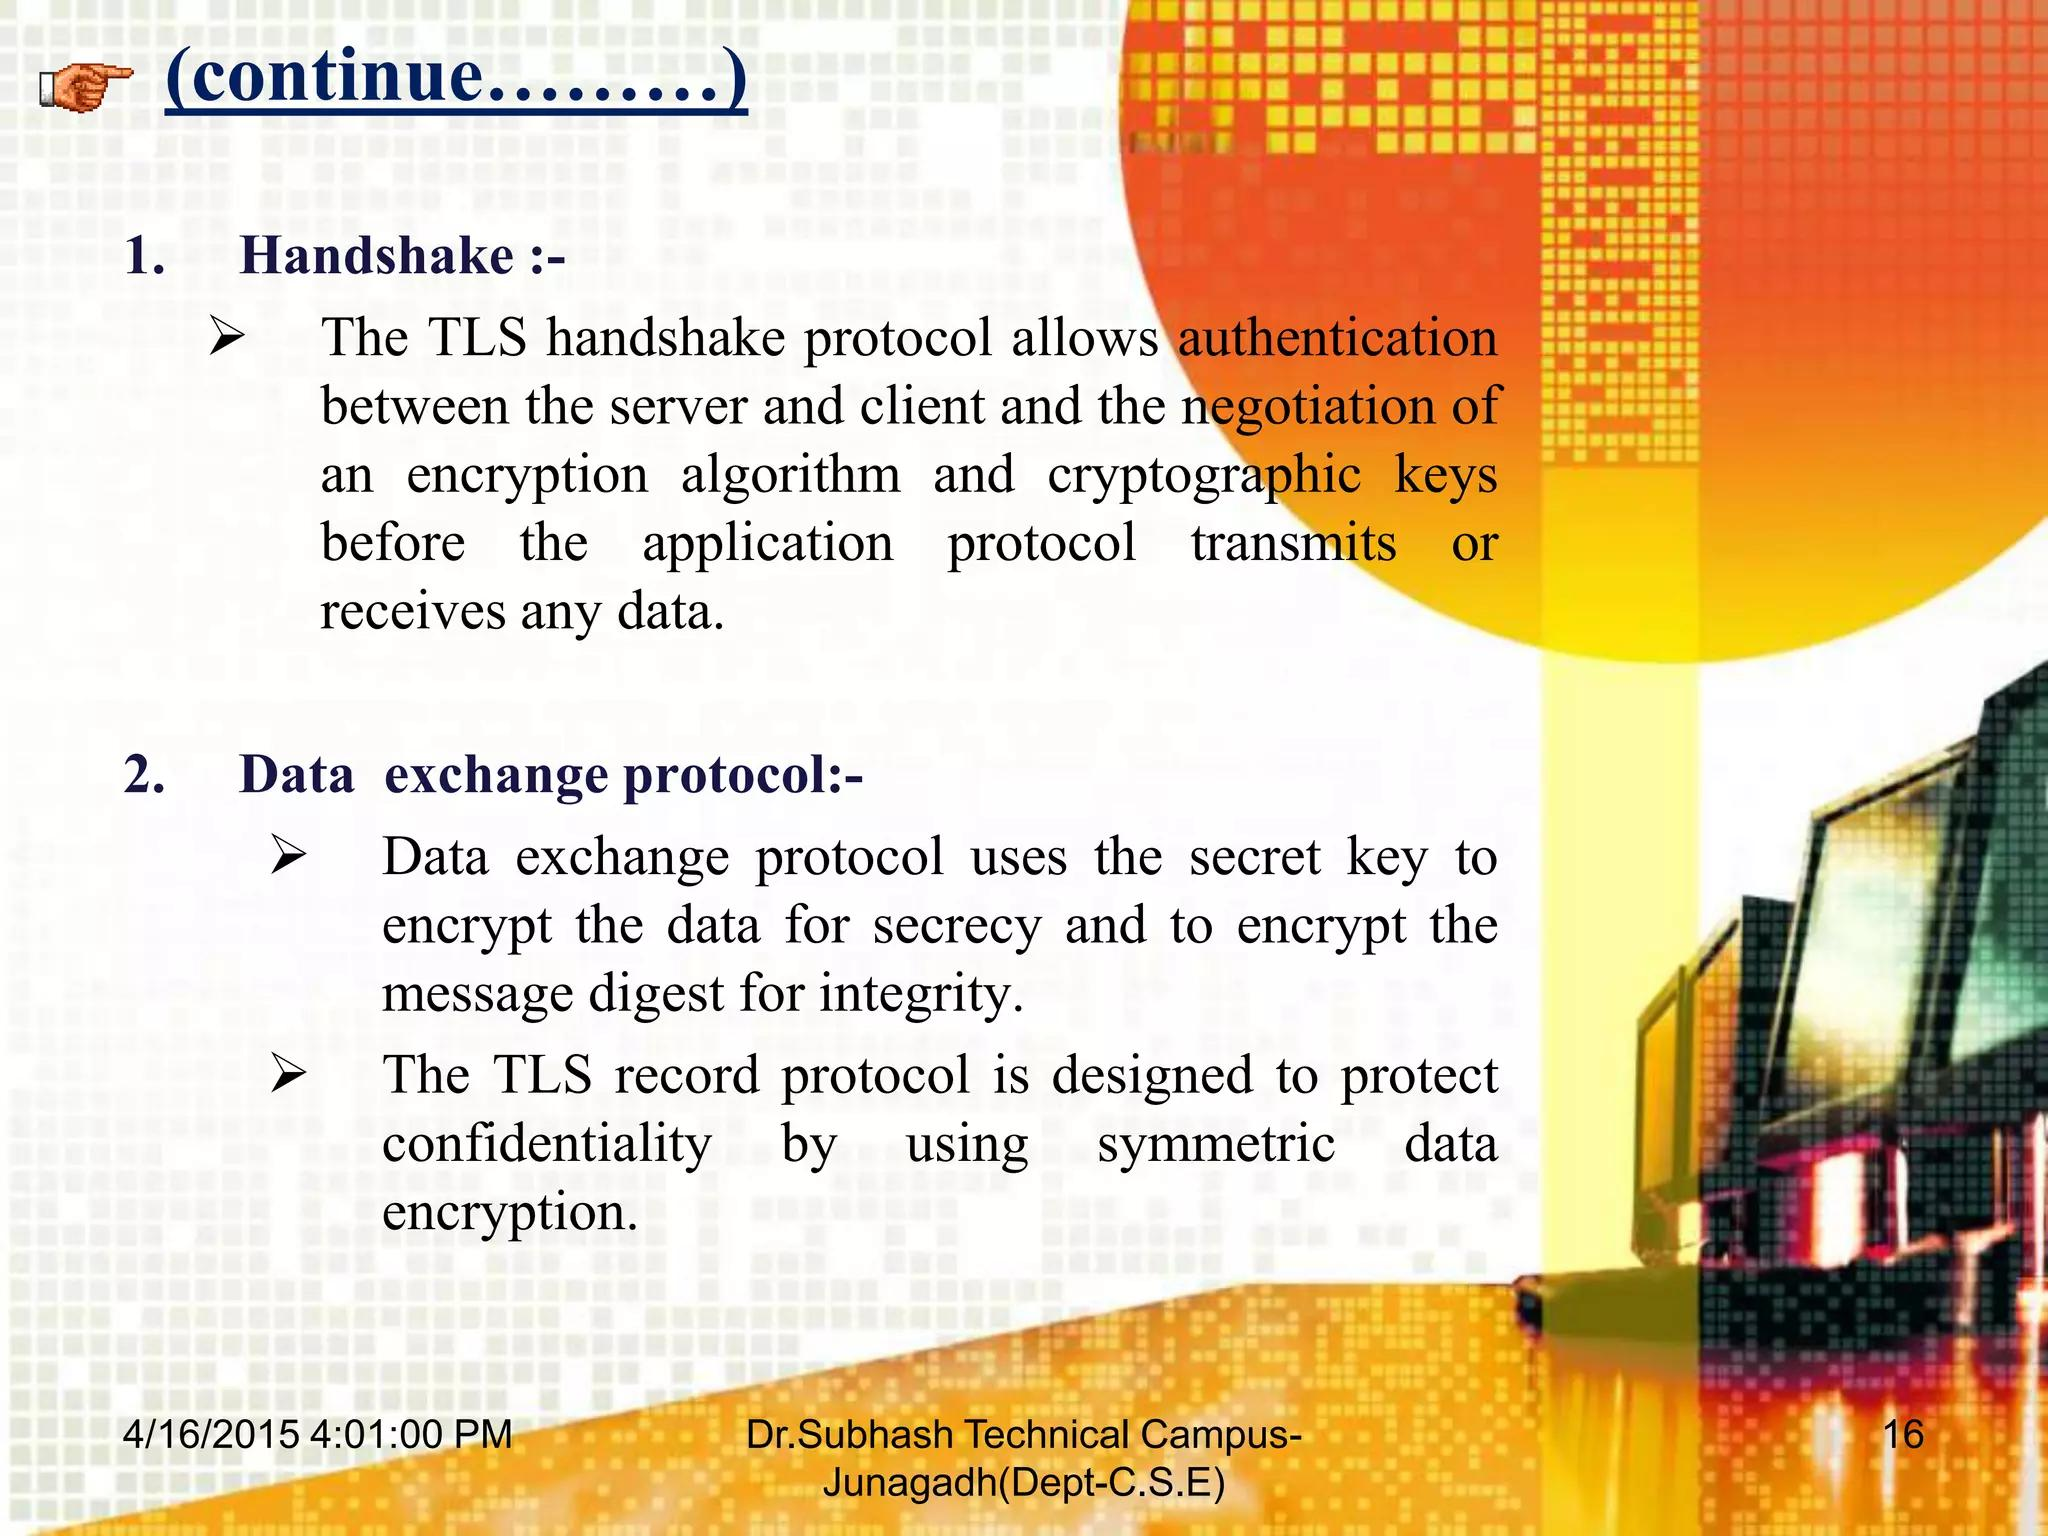 (continue………)
1. Handshake :-
➢ The TLS handshake protocol allows authentication
between the server and client and the negotiation of
an encryption algorithm and cryptographic keys
before the application protocol transmits or
receives any data.
2. Data exchange protocol:-
➢ Data exchange protocol uses the secret key to
encrypt the data for secrecy and to encrypt the
message digest for integrity.
➢ The TLS record protocol is designed to protect
confidentiality by using symmetric data
encryption.
4/16/2015 4:01:00 PM
Dr.Subhash Technical Campus-
Junagadh(Dept-C.S.E)
16